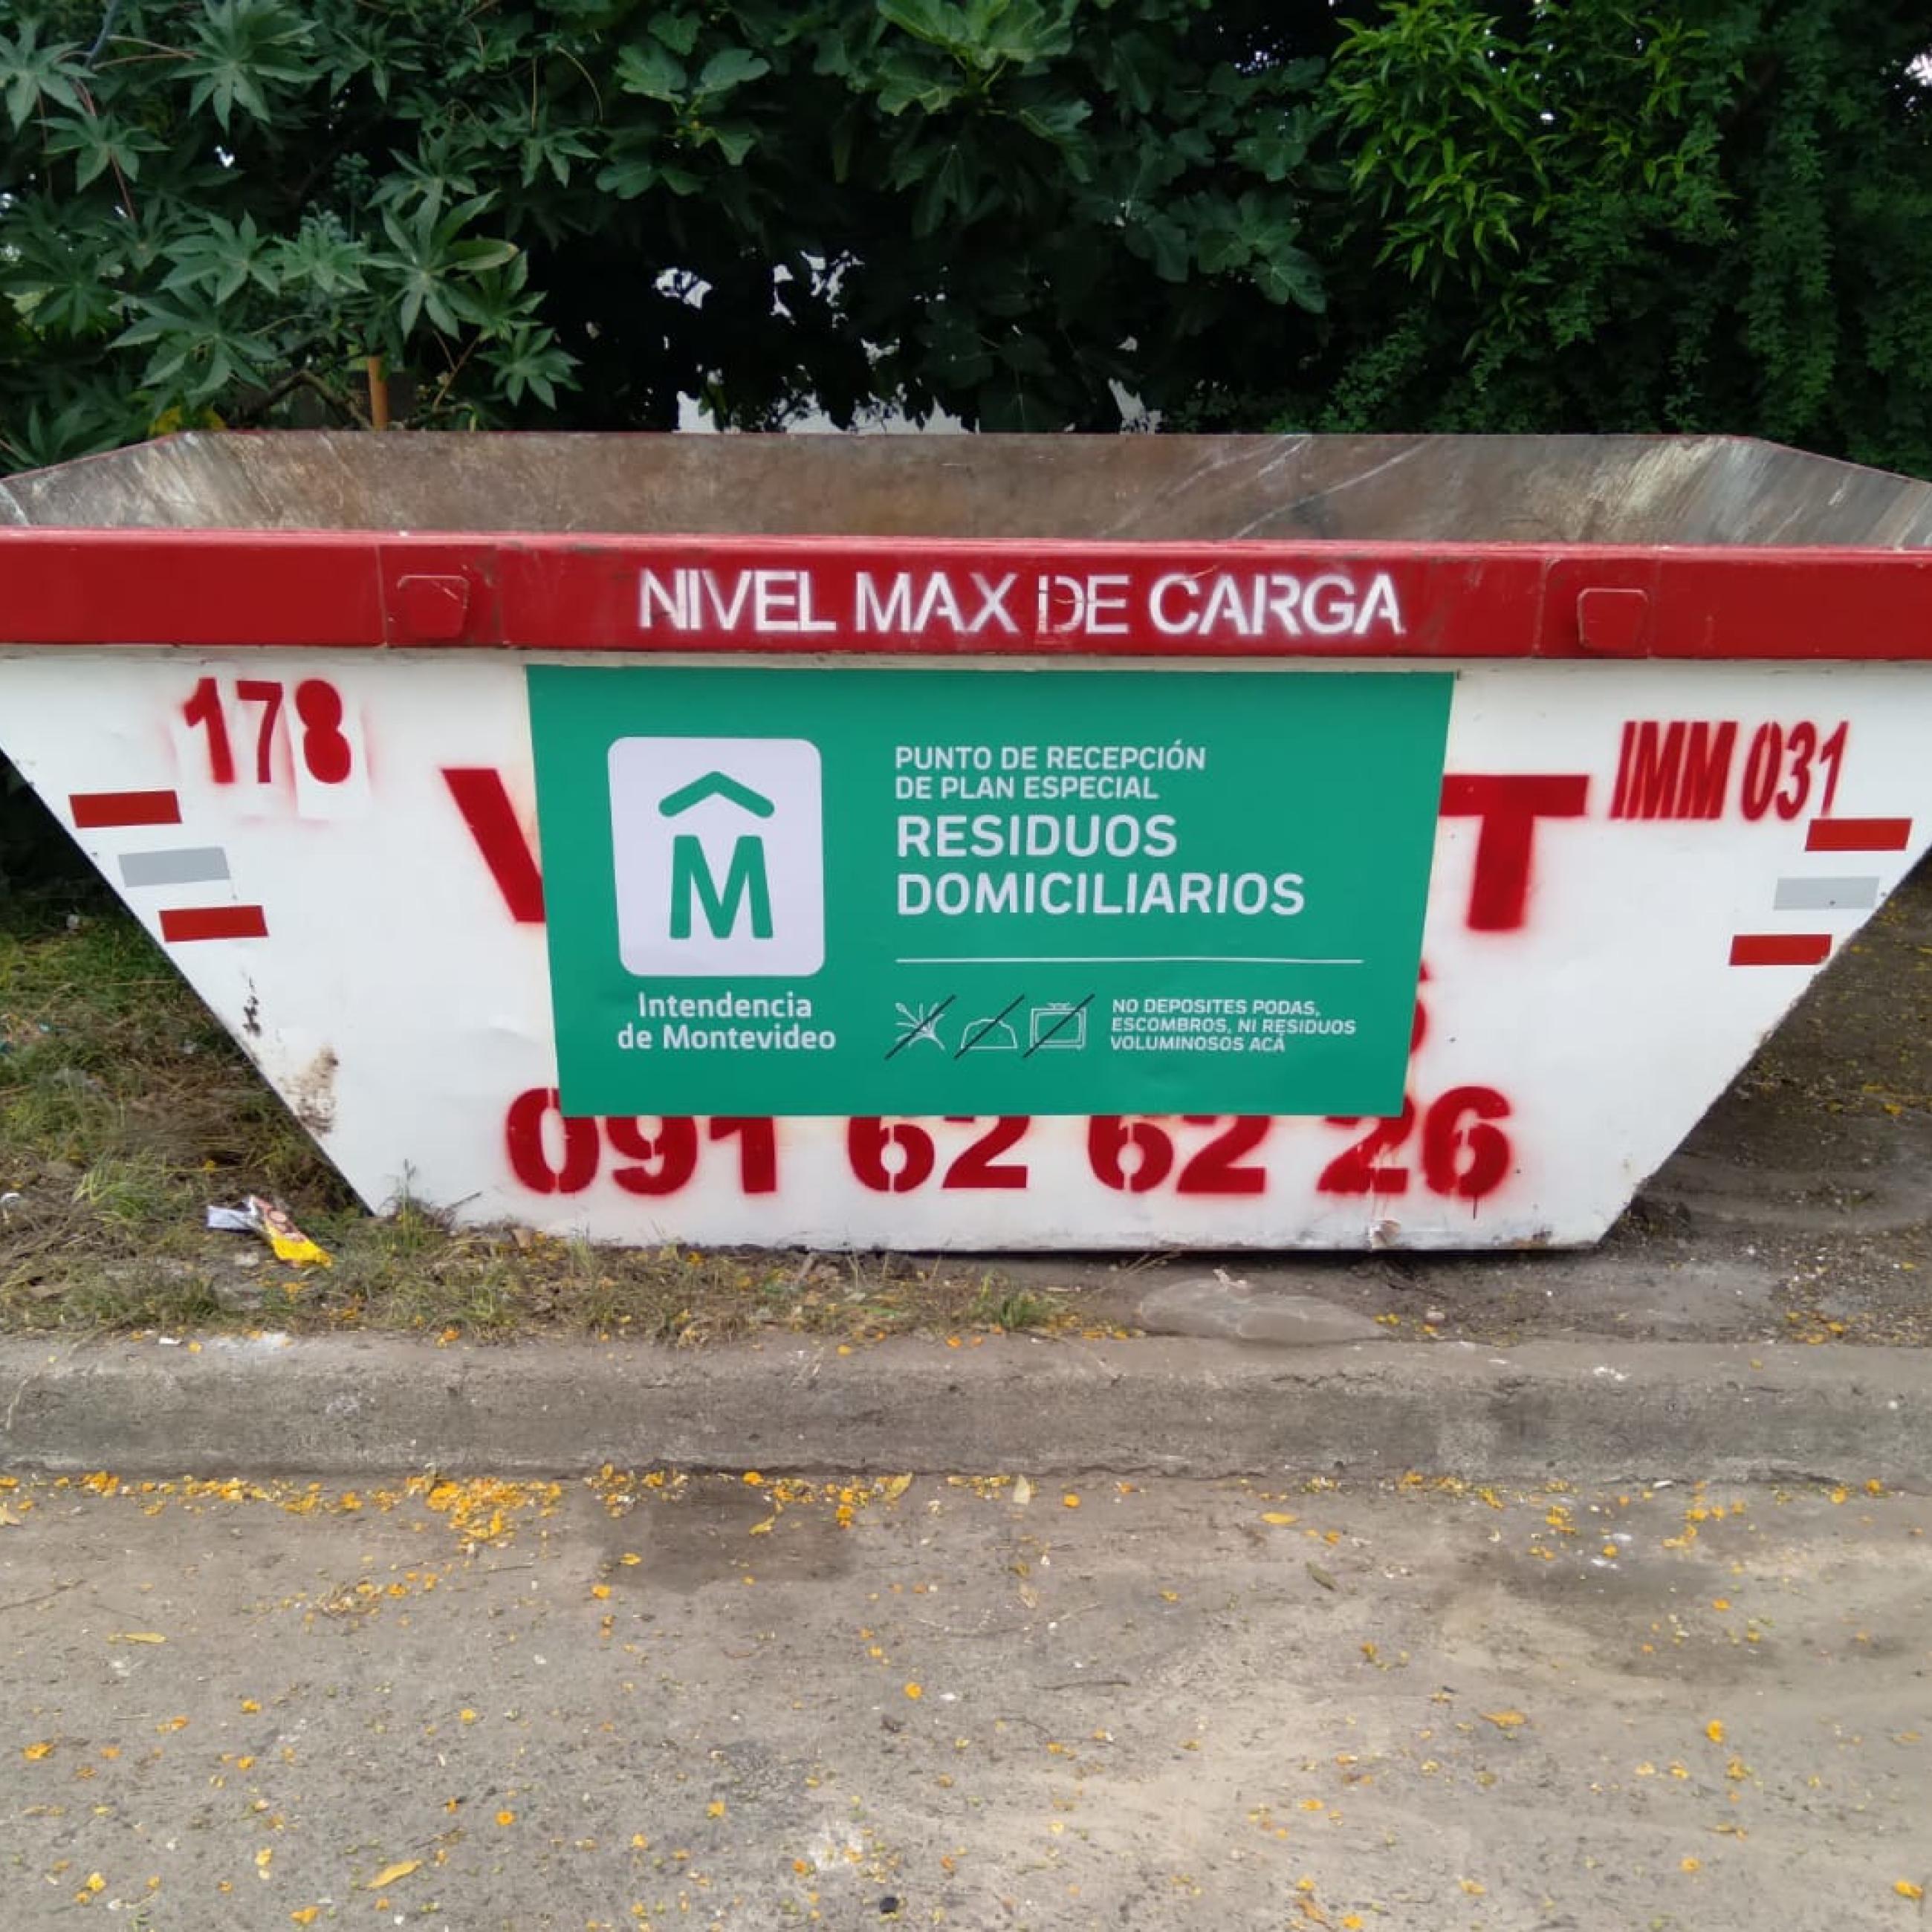 NIVEL MAX DE CARGA
178
IMM 031
V
T
M
Intendencia
de Montevideo
PUNTO DE RECEPCIÓN
DE PLAN ESPECIAL
RESIDUOS
DOMICILIARIOS
NO DEPOSITES PODAS,
ESCOMBROS, NI RESIDUOS
VOLUMINOSOS ACÁ
091 62 62 26